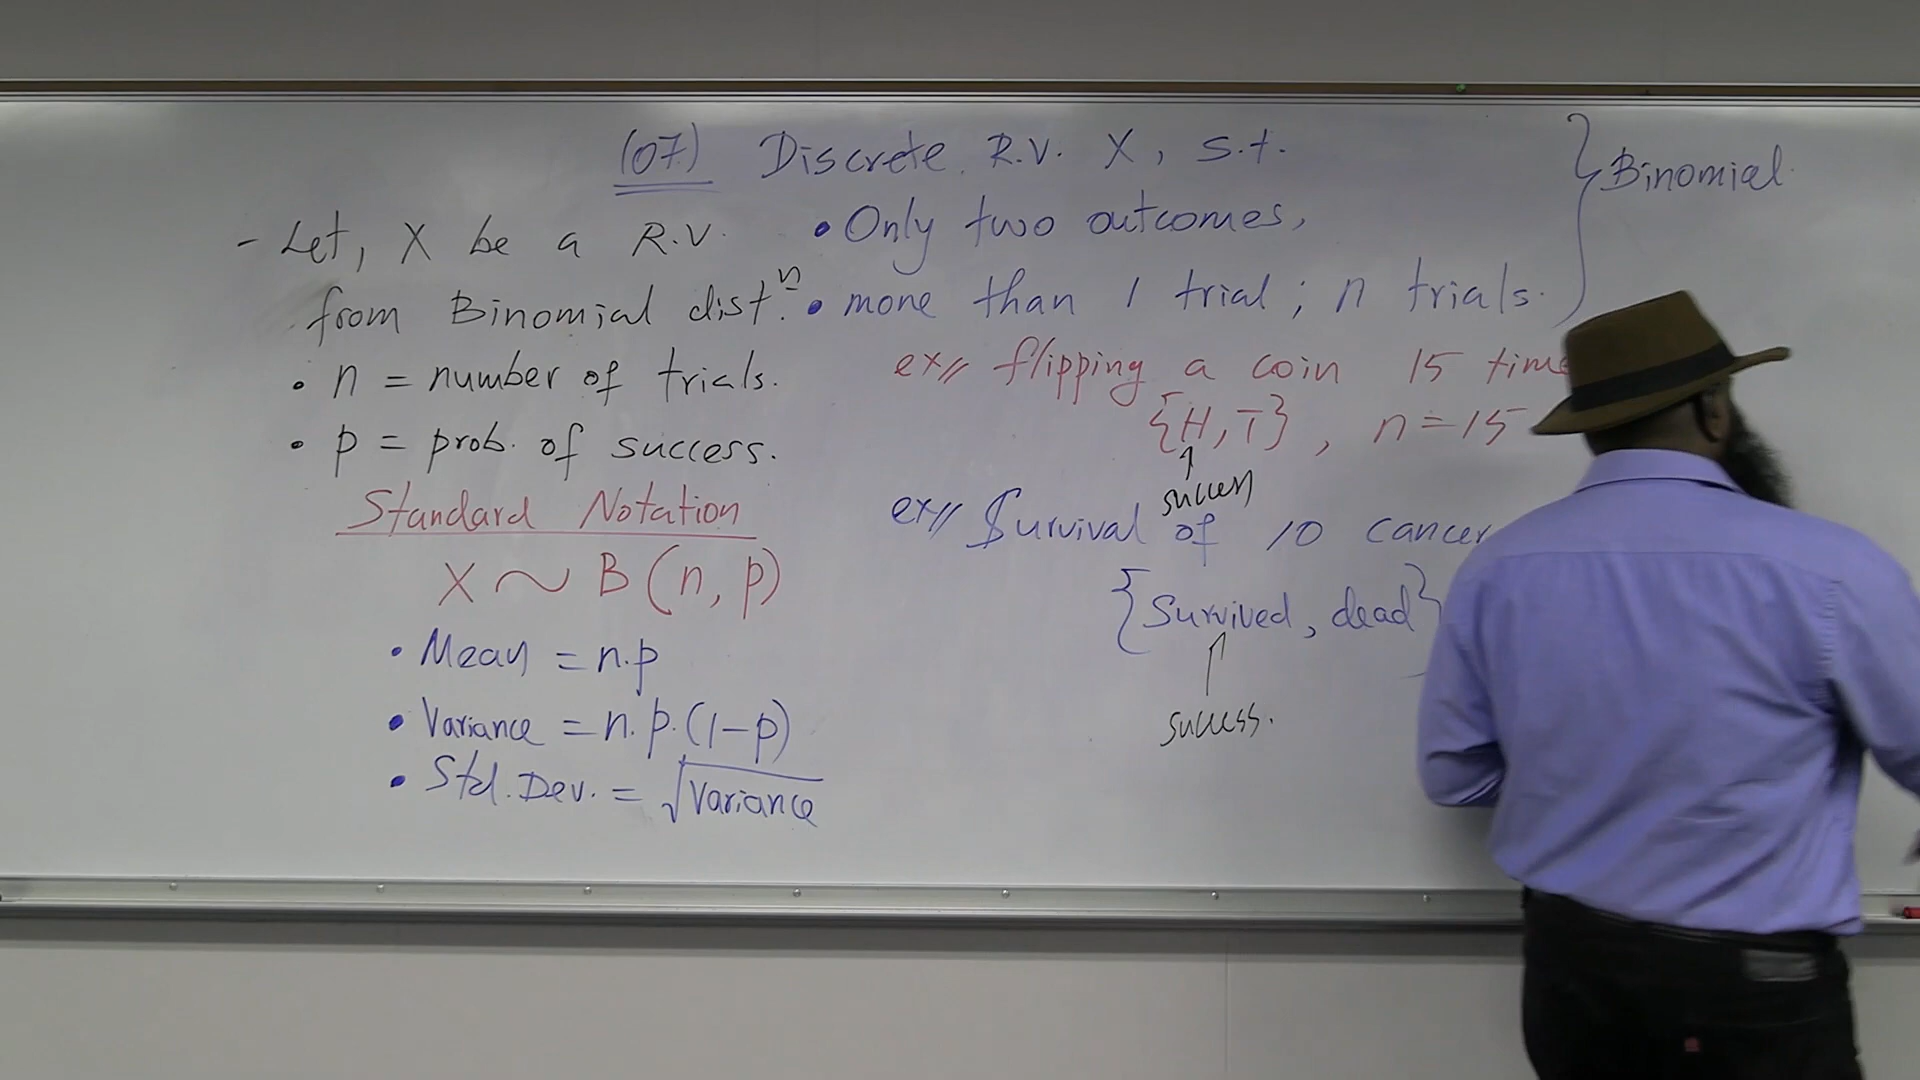 (07) Discrete R.V. X, s.t.
• Only two outcomes,
• more than 1 trial; n trials.
} Binomial
ex// flipping a coin 15
{H, T}, n = 15
↑
success
ex// Survival of 10 cancer
{Survived, dead}
↑
success.
- Let, X be a R.V.
from Binomial dist.n
• n = number of trials.
• p = prob. of success.
Standard Notation
X ~ B(n, p)
• Mean = n.p
• Variance = n.p.(1-p)
• Std. Dev. = √Variance